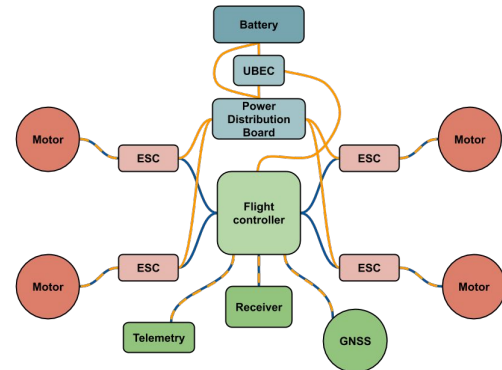 Battery
UBEC
Power
Distribution
Board
Motor
ESC
ESC
Motor
Flight
controller
Motor
ESC
ESC
Motor
Receiver
Telemetry
GNSS